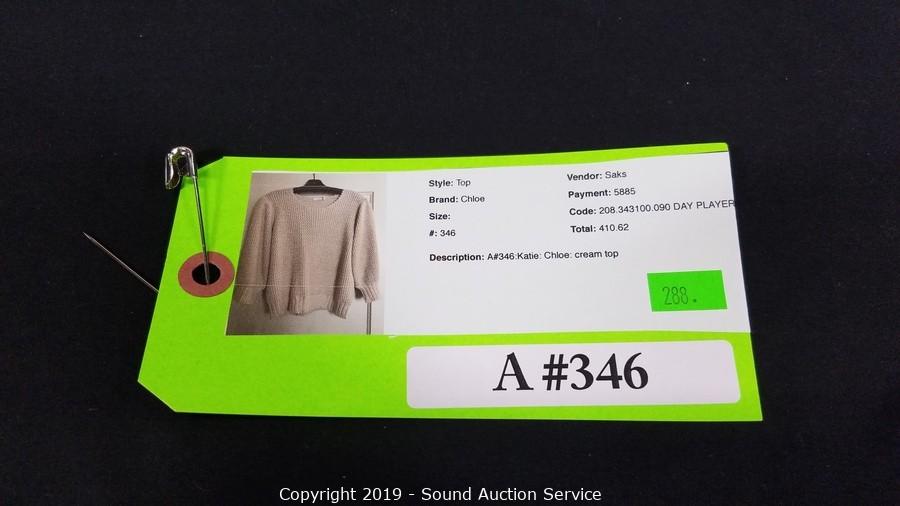 Style: Top
Brand: Chloe
Size:
#: 346
Vendor: Saks
Payment: 5885
Code: 208.343100.090 DAY PLAYER
Total: 410.62
Description: A#346:Katie: Chloe: cream top
288.
A #346
Copyright 2019 - Sound Auction Service